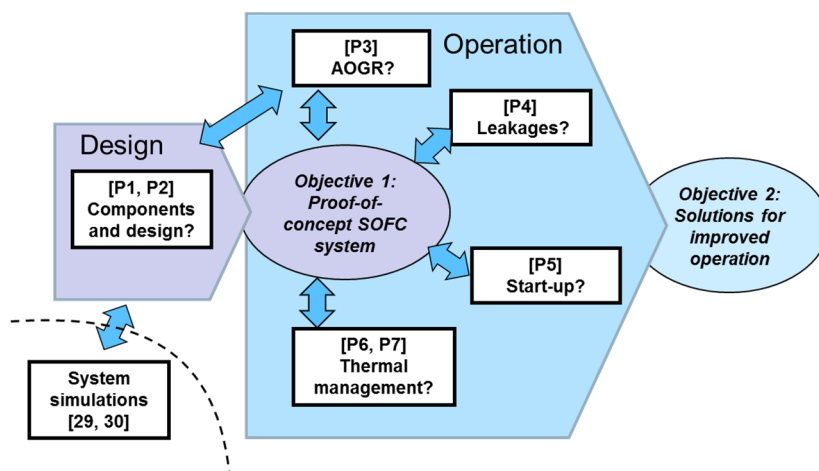 Operation
[P3]
AOGR?
[P4]
Leakages?
Design
[P1, P2]
Components
and design?
Objective 1:
Proof-of-
concept SOFC
system
Objective 2:
Solutions for
improved
operation
[P5]
Start-up?
[P6, P7]
Thermal
management?
System
simulations
[29, 30]